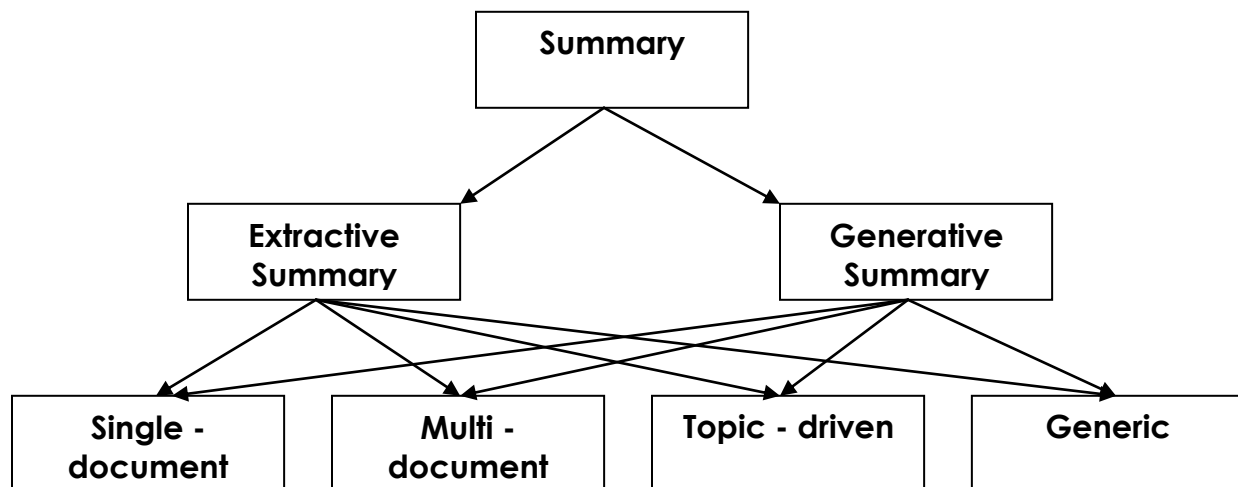 Summary
Extractive
Summary
Generative
Summary
Single -
document
Multi -
document
Topic - driven
Generic